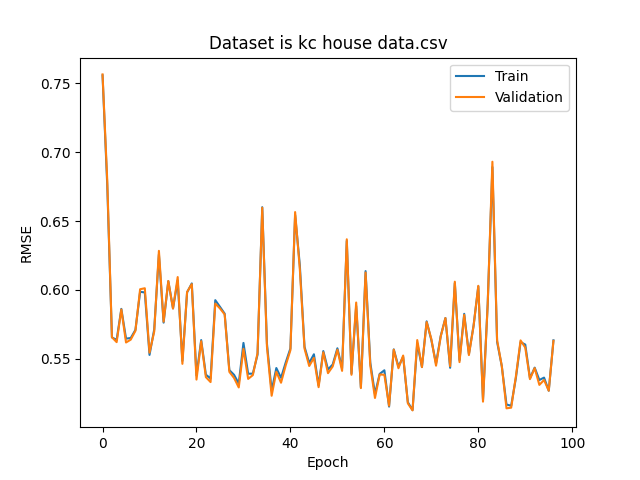 Dataset is kc house data.csv
Train
Validation
0.75
0.70
0.65
0.60
0.55
RMSE
0
20
40
60
80
100
Epoch